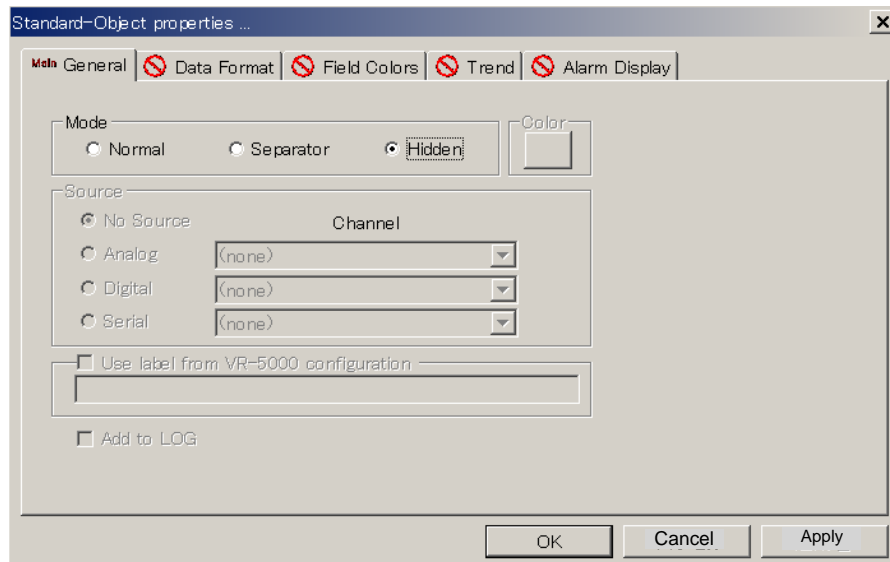 Standard-Object properties ...
Main General Data Format Field Colors Trend Alarm Display
Mode Color
Normal Separator Hidden
Source
No Source Channel
Analog (none)
Digital (none)
Serial (none)
Use label from VR-5000 configuration
Add to LOG
OK Cancel Apply